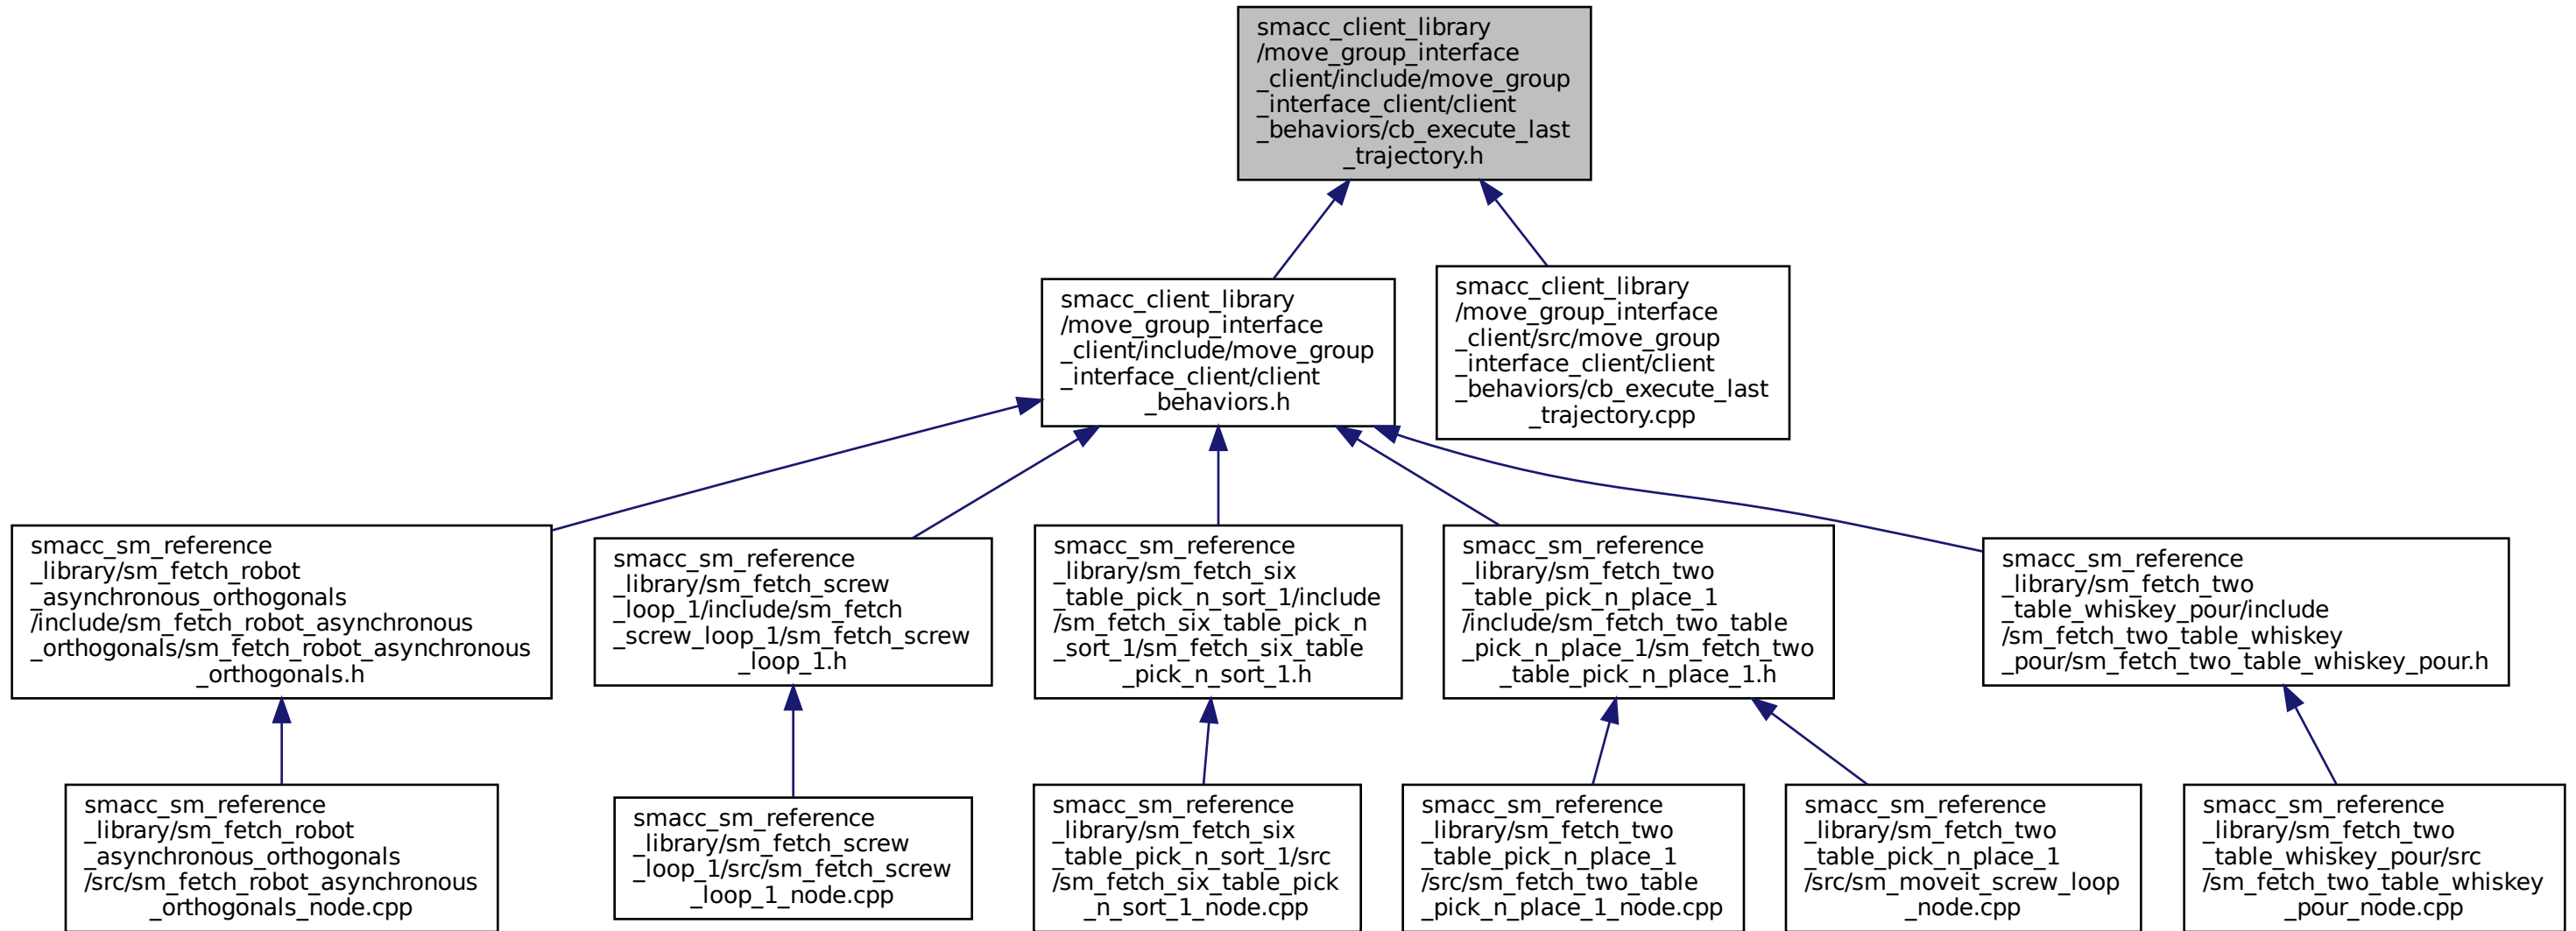 smacc_client_library
/move_group_interface
_client/include/move_group
_interface_client/client
_behaviors/cb_execute_last
_trajectory.h
smacc_client_library
/move_group_interface
_client/include/move_group
_interface_client/client
_behaviors.h
smacc_client_library
/move_group_interface
_client/src/move_group
_interface_client/client
_behaviors/cb_execute_last
_trajectory.cpp
smacc_sm_reference
_library/sm_fetch_robot
_asynchronous_orthogonals
/include/sm_fetch_robot_asynchronous
_orthogonals/sm_fetch_robot_asynchronous
_orthogonals.h
smacc_sm_reference
_library/sm_fetch_screw
_loop_1/include/sm_fetch
_screw_loop_1/sm_fetch_screw
_loop_1.h
smacc_sm_reference
_library/sm_fetch_six
_table_pick_n_sort_1/include
/sm_fetch_six_table_pick_n
_sort_1/sm_fetch_six_table
_pick_n_sort_1.h
smacc_sm_reference
_library/sm_fetch_two
_table_pick_n_place_1
/include/sm_fetch_two_table
_pick_n_place_1/sm_fetch_two
_table_pick_n_place_1.h
smacc_sm_reference
_library/sm_fetch_two
_table_whiskey_pour/include
/sm_fetch_two_table_whiskey
_pour/sm_fetch_two_table_whiskey_pour.h
smacc_sm_reference
_library/sm_fetch_robot
_asynchronous_orthogonals
/src/sm_fetch_robot_asynchronous
_orthogonals_node.cpp
smacc_sm_reference
_library/sm_fetch_screw
_loop_1/src/sm_fetch_screw
_loop_1_node.cpp
smacc_sm_reference
_library/sm_fetch_six
_table_pick_n_sort_1/src
/sm_fetch_six_table_pick
_n_sort_1_node.cpp
smacc_sm_reference
_library/sm_fetch_two
_table_pick_n_place_1
/src/sm_fetch_two_table
_pick_n_place_1_node.cpp
smacc_sm_reference
_library/sm_fetch_two
_table_pick_n_place_1
/src/sm_moveit_screw_loop
_node.cpp
smacc_sm_reference
_library/sm_fetch_two
_table_whiskey_pour/src
/sm_fetch_two_table_whiskey
_pour_node.cpp